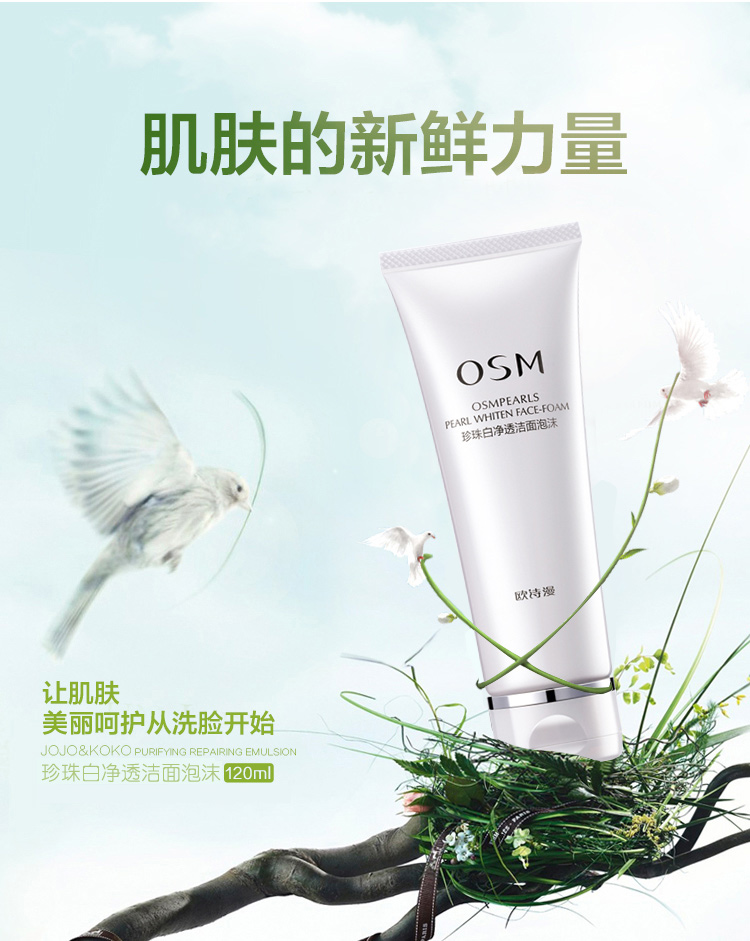 肌肤的新鲜力量
OSM
OSMPEARLS
PEARL WHITEN FACE-FOAM
珍珠白净透洁面泡沫
欧诗漫
让肌肤
美丽呵护从洗脸开始
JOJO&KOKO PURIFYING REPAIRING EMULSION
珍珠白净透洁面泡沫 120ml